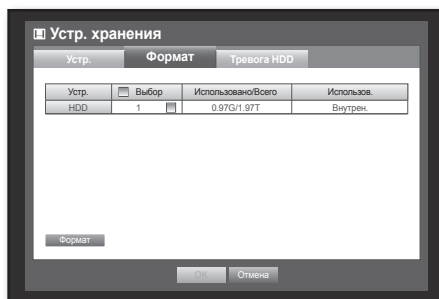 Устр. хранения
Устр. Формат Тревога HDD
Устр. Выбор Использовано/Всего Использов.
HDD 1 0.97G/1.97T Внутрен.
Формат
OK Отмена